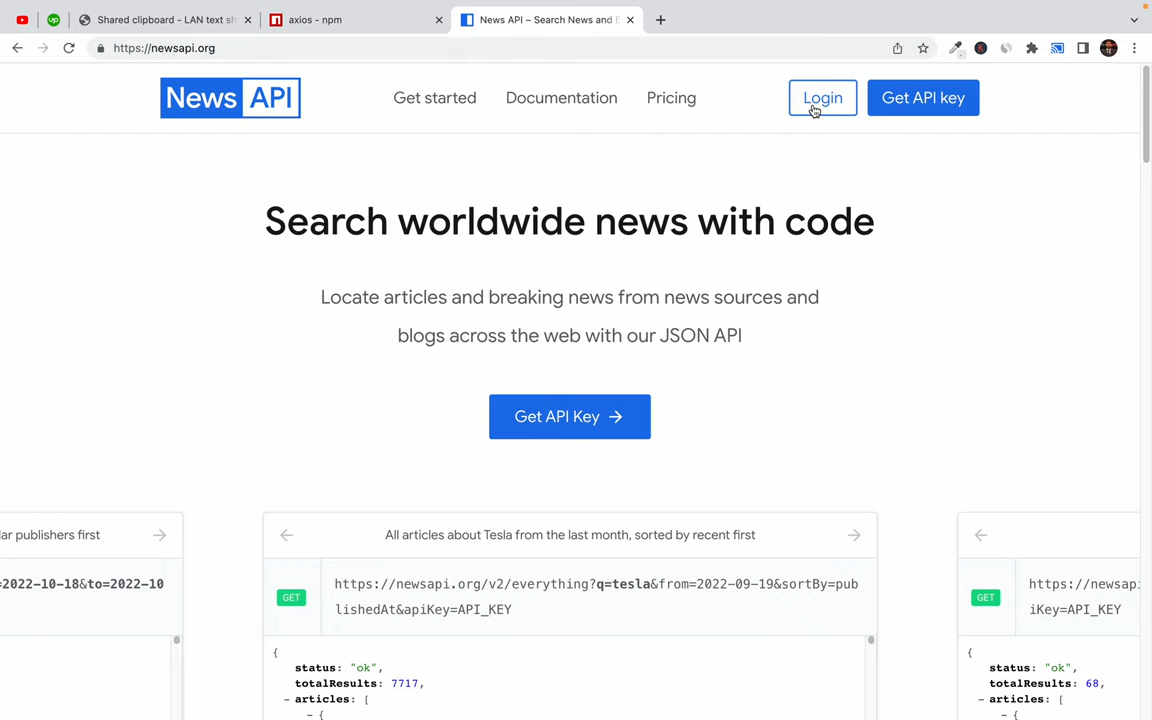 Shared clipboard - LAN text sh
axios - npm
News API – Search News and
https://newsapi.org
News API
Get started
Documentation
Pricing
Login
Get API key
Search worldwide news with code
Locate articles and breaking news from news sources and
blogs across the web with our JSON API
Get API Key →
lar publishers first →
=2022-10-18&to=2022-10
← All articles about Tesla from the last month, sorted by recent first →
GET
https://newsapi.org/v2/everything?q=tesla&from=2022-09-19&sortBy=pu
blishedAt&apiKey=API_KEY
{
status: "ok",
totalResults: 7717,
– articles: [
– {
←
GET
https://newsapi
iKey=API_KEY
{
status: "ok",
totalResults: 68,
– articles: [
– {